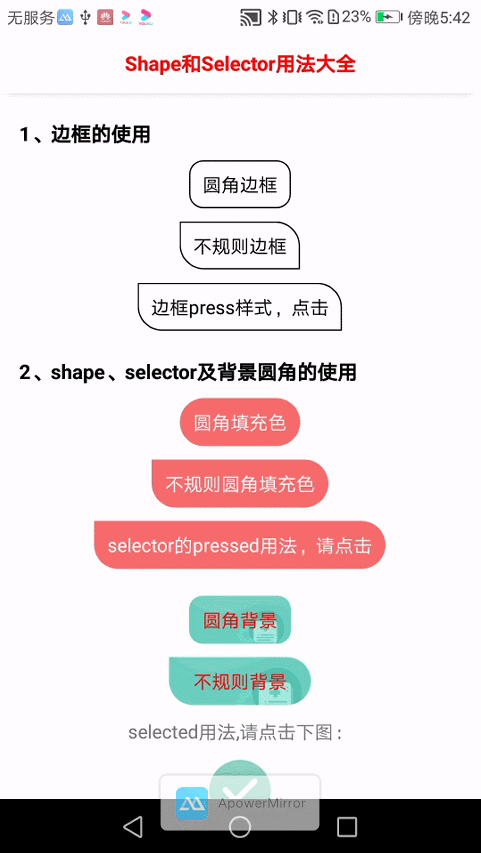 无服务 23% 傍晚5:42
Shape和Selector用法大全
1、边框的使用
圆角边框
不规则边框
边框press样式，点击
2、shape、selector及背景圆角的使用
圆角填充色
不规则圆角填充色
selector的pressed用法，请点击
圆角背景
不规则背景
selected用法,请点击下图：
ApowerMirror